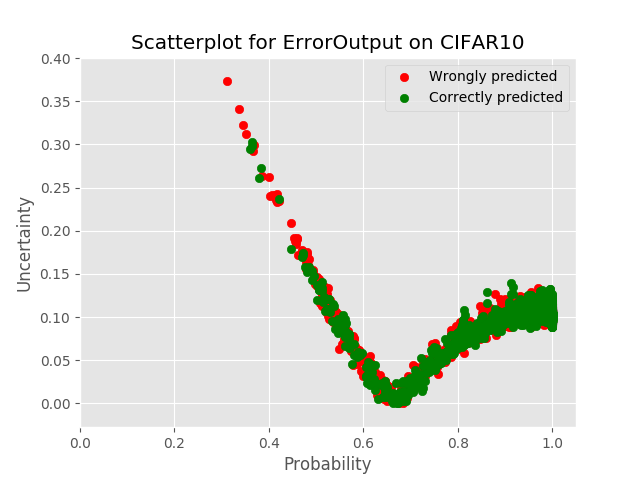 Scatterplot for ErrorOutput on CIFAR10
Wrongly predicted
Correctly predicted
Uncertainty
0.40
0.35
0.30
0.25
0.20
0.15
0.10
0.05
0.00
0.0 0.2 0.4 0.6 0.8 1.0
Probability